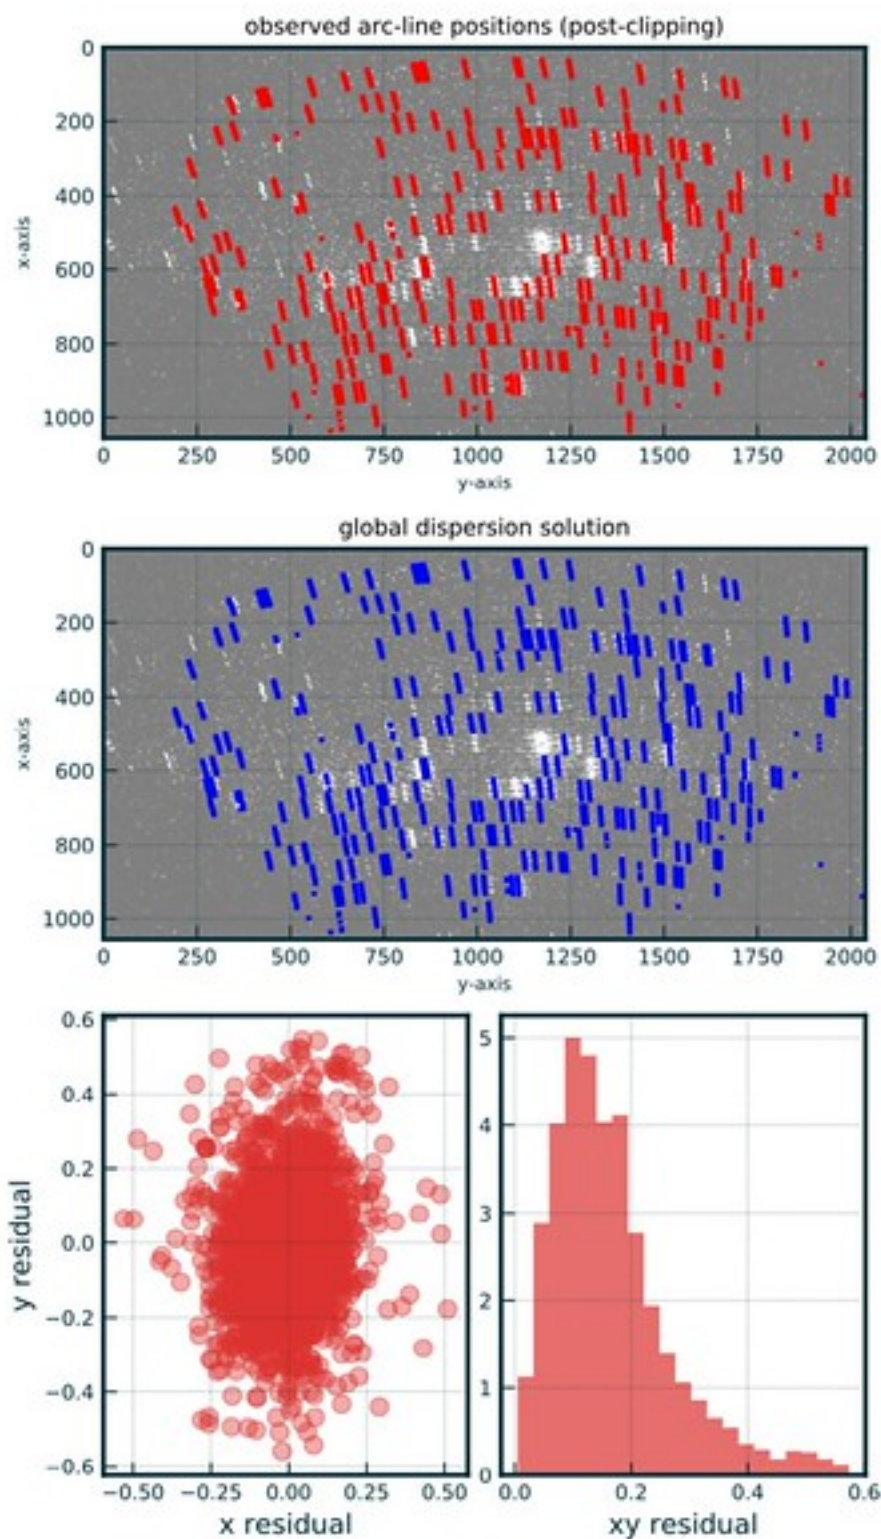 observed arc-line positions (post-clipping)
0
200
400
600
800
1000
x-axis
0 250 500 750 1000 1250 1500 1750 2000
y-axis
global dispersion solution
0
200
400
600
800
1000
x-axis
0 250 500 750 1000 1250 1500 1750 2000
y-axis
0.6
0.4
0.2
0.0
−0.2
−0.4
−0.6
y residual
−0.50 −0.25 0.00 0.25 0.50
x residual
5
4
3
2
1
0
0.0 0.2 0.4 0.6
xy residual